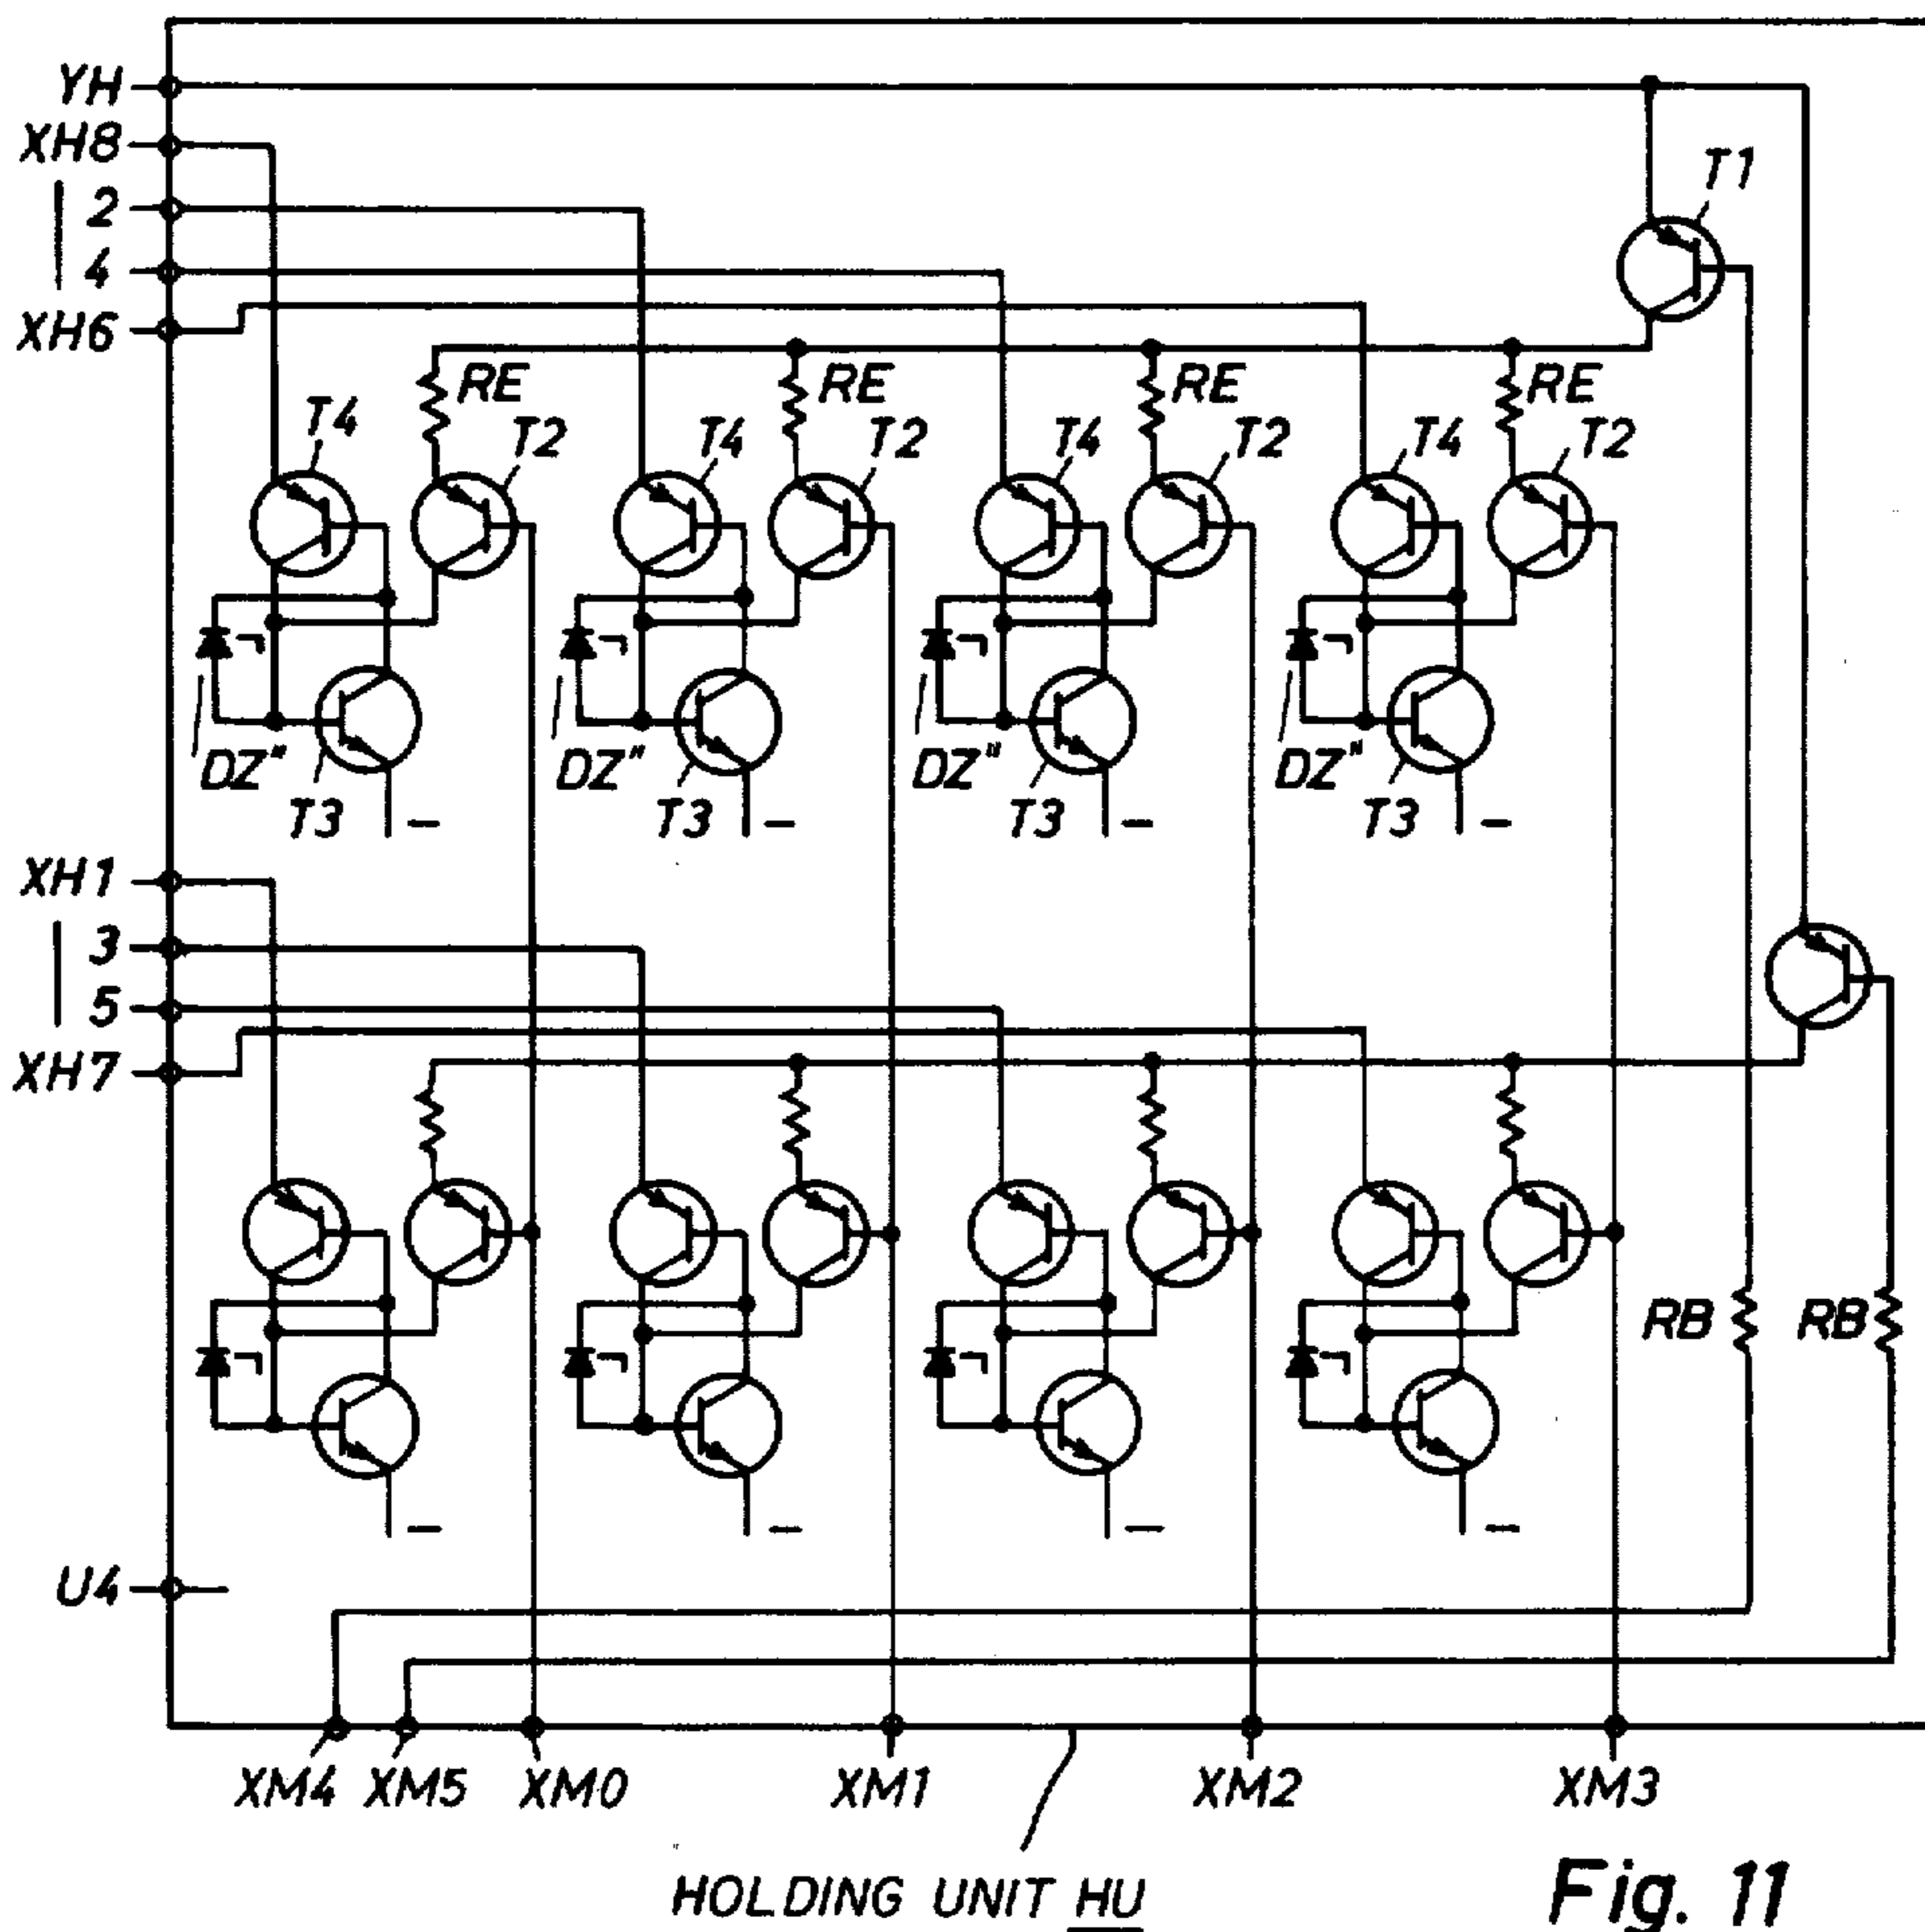 YH
XH8
2
4
XH6
T1
RE RE RE RE
T4 T2 T4 T2 T4 T2 T4 T2
DZ" DZ" DZ" DZ"
T3 – T3 – T3 – T3 –
XH1
3
5
XH7
RB RB
– – – –
U4
XM4 XM5 XM0 XM1 XM2 XM3
HOLDING UNIT HU
Fig. 11